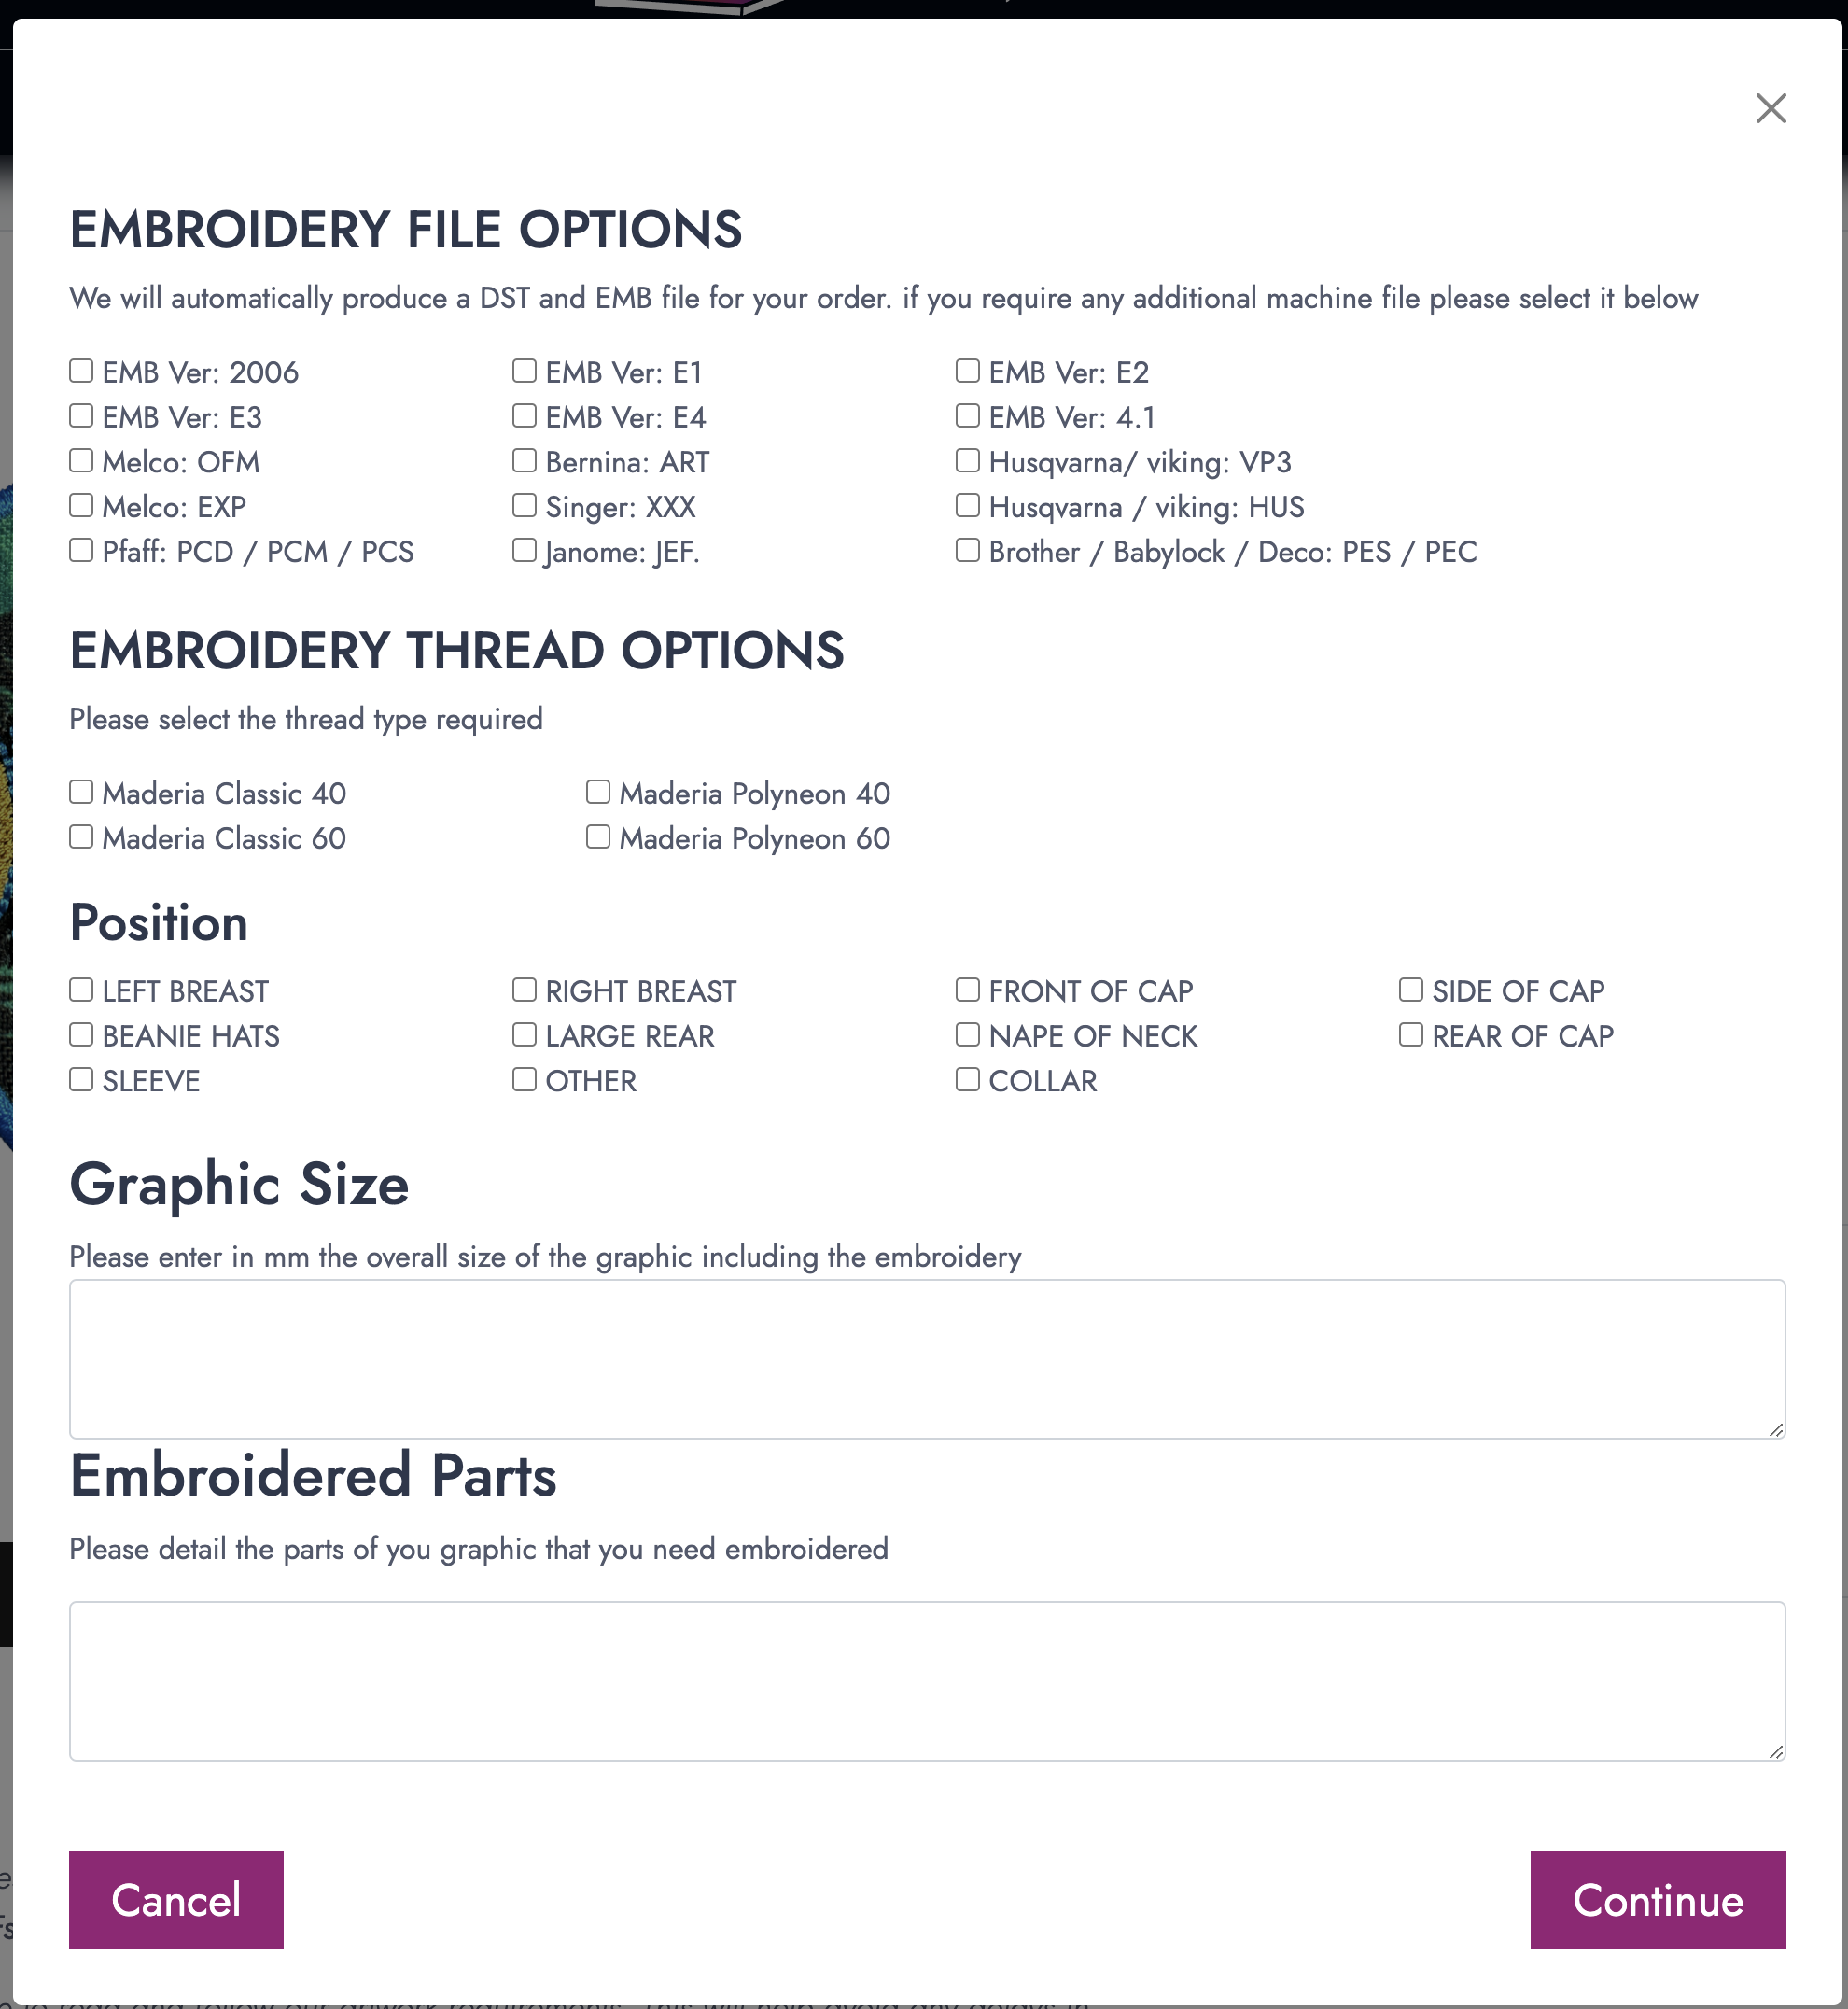 EMBROIDERY FILE OPTIONS
We will automatically produce a DST and EMB file for your order. if you require any additional machine file please select it below
EMB Ver: 2006 EMB Ver: E1 EMB Ver: E2
EMB Ver: E3 EMB Ver: E4 EMB Ver: 4.1
Melco: OFM Bernina: ART Husqvarna/ viking: VP3
Melco: EXP Singer: XXX Husqvarna / viking: HUS
Pfaff: PCD / PCM / PCS Janome: JEF. Brother / Babylock / Deco: PES / PEC
EMBROIDERY THREAD OPTIONS
Please select the thread type required
Maderia Classic 40 Maderia Polyneon 40
Maderia Classic 60 Maderia Polyneon 60
Position
LEFT BREAST RIGHT BREAST FRONT OF CAP SIDE OF CAP
BEANIE HATS LARGE REAR NAPE OF NECK REAR OF CAP
SLEEVE OTHER COLLAR
Graphic Size
Please enter in mm the overall size of the graphic including the embroidery
Embroidered Parts
Please detail the parts of you graphic that you need embroidered
Cancel Continue